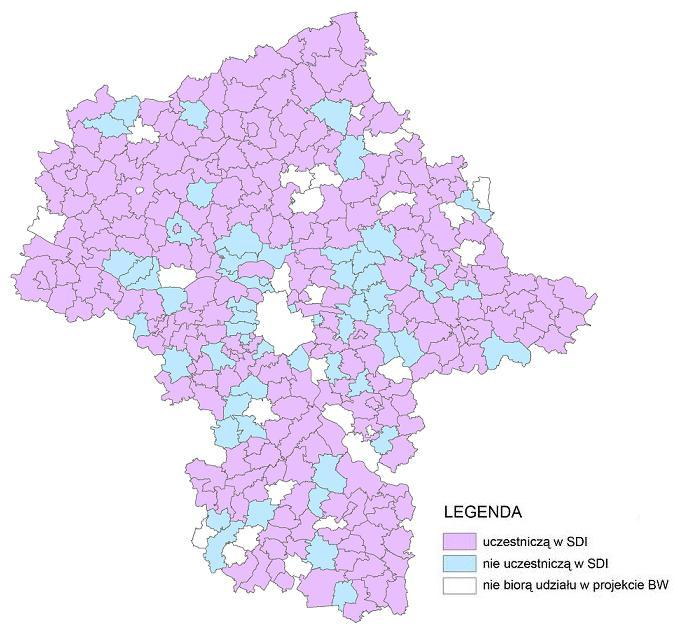 LEGENDA
uczestniczą w SDI
nie uczestniczą w SDI
nie biorą udziału w projekcie BW